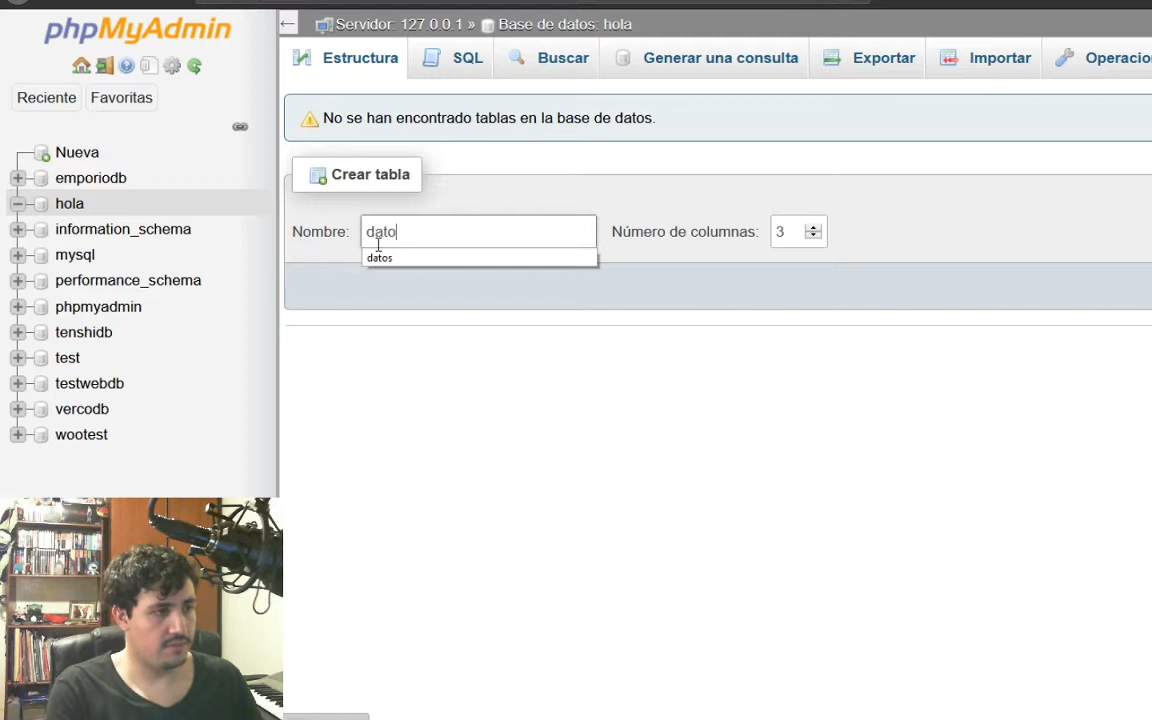 phpMyAdmin
Reciente
Favoritas
Nueva
emporiodb
hola
information_schema
mysql
performance_schema
phpmyadmin
tenshidb
test
testwebdb
vercodb
wootest
Servidor: 127.0.0.1 » Base de datos: hola
Estructura
SQL
Buscar
Generar una consulta
Exportar
Importar
Operacio
No se han encontrado tablas en la base de datos.
Crear tabla
Nombre: dato
Número de columnas: 3
datos